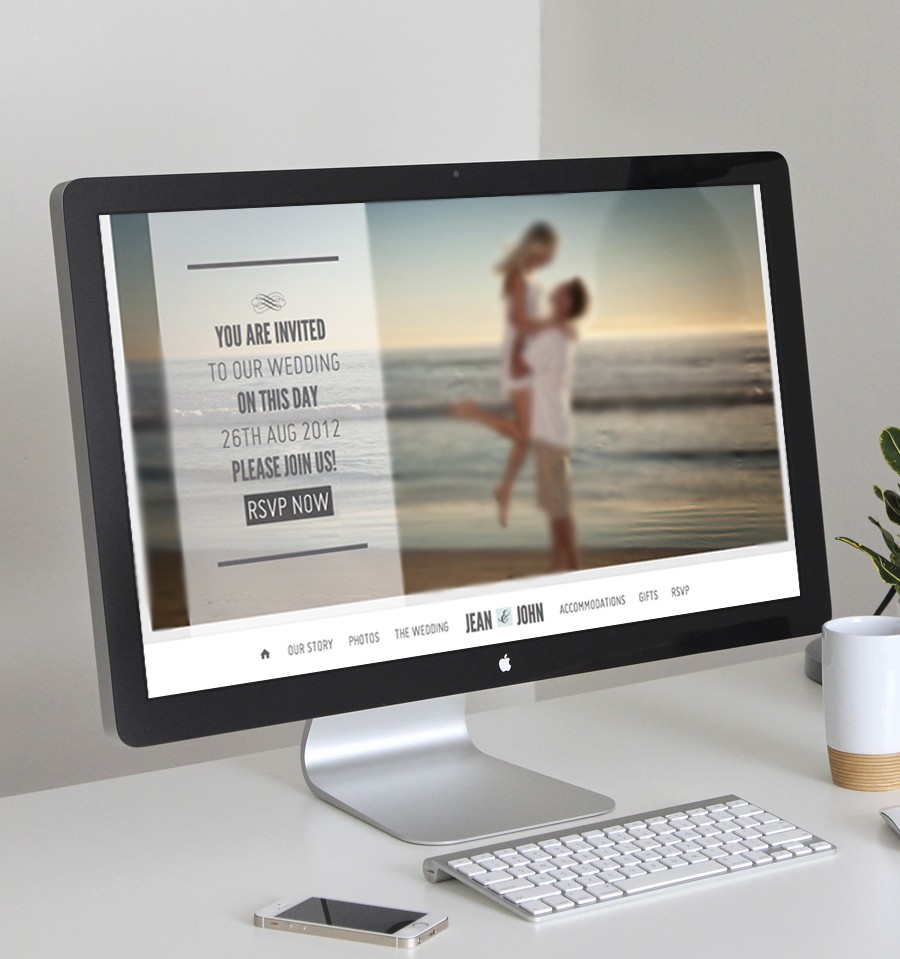 YOU ARE INVITED
TO OUR WEDDING
ON THIS DAY
26TH AUG 2012
PLEASE JOIN US!
RSVP NOW
OUR STORY PHOTOS THE WEDDING JEAN & JOHN ACCOMMODATIONS GIFTS RSVP